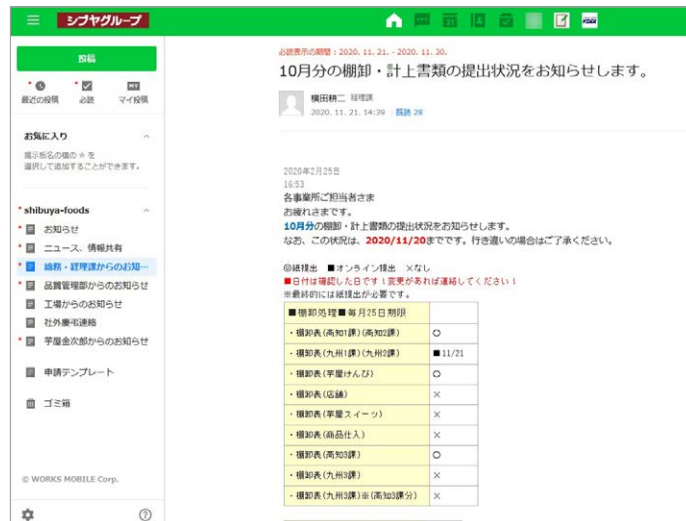 シブヤグループ
投稿
最近の投稿 必読 マイ投稿
お気に入り
掲示板名の横の☆を
選択して追加することができます。
shibuya-foods
お知らせ
ニュース、情報共有
総務・経理課からのお知…
品質管理部からのお知らせ
工場からのお知らせ
社外慶弔連絡
芋屋金次郎からのお知らせ
申請テンプレート
ゴミ箱
© WORKS MOBILE Corp.
必読表示の期間：2020. 11. 21. - 2020. 11. 30.
10月分の棚卸・計上書類の提出状況をお知らせします。
横田耕二 経理課
2020. 11. 21. 14:39 既読 28
2020年2月25日
16:53
各事業所ご担当者さま
お疲れさまです。
10月分の棚卸・計上書類の提出状況をお知らせします。
なお、この状況は、2020/11/20までです。行き違いの場合はご了承ください。
◎紙提出 ■オンライン提出 ×なし
■日付は確認した日です！変更があれば連絡してください！
※最終的には紙提出が必要です。
■棚卸処理■毎月25日期限
・棚卸表(高知1課)(高知2課) ○
・棚卸表(九州1課)(九州2課) ■11/21
・棚卸表(芋屋けんぴ) ○
・棚卸表(店舗) ×
・棚卸表(芋屋スイーツ) ×
・棚卸表(商品仕入) ×
・棚卸表(高知3課) ○
・棚卸表(九州3課) ×
・棚卸表(九州3課)※(高知3課分) ×